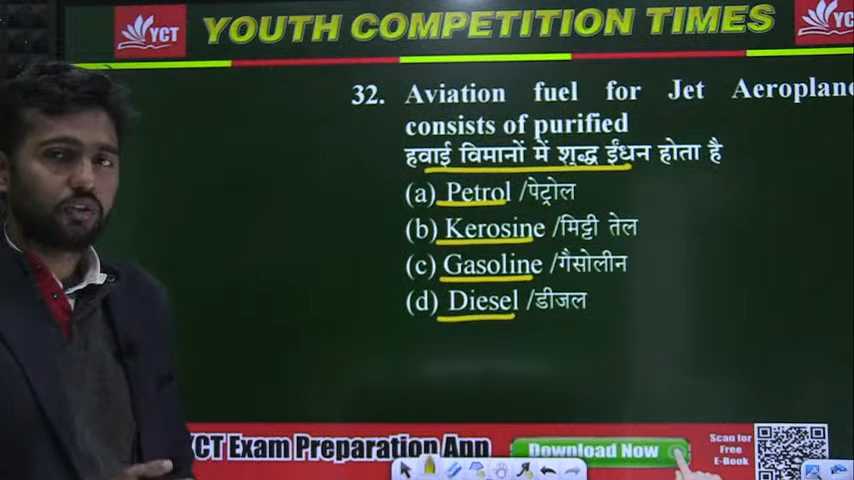 YCT
YOUTH COMPETITION TIMES
YCT
32. Aviation fuel for Jet Aeroplane
consists of purified
हवाई विमानों में शुद्ध ईंधन होता है
(a) Petrol /पेट्रोल
(b) Kerosine /मिट्टी तेल
(c) Gasoline /गैसोलीन
(d) Diesel /डीजल
YCT Exam Preparation App
Download Now
Scan for
Free
E-Book